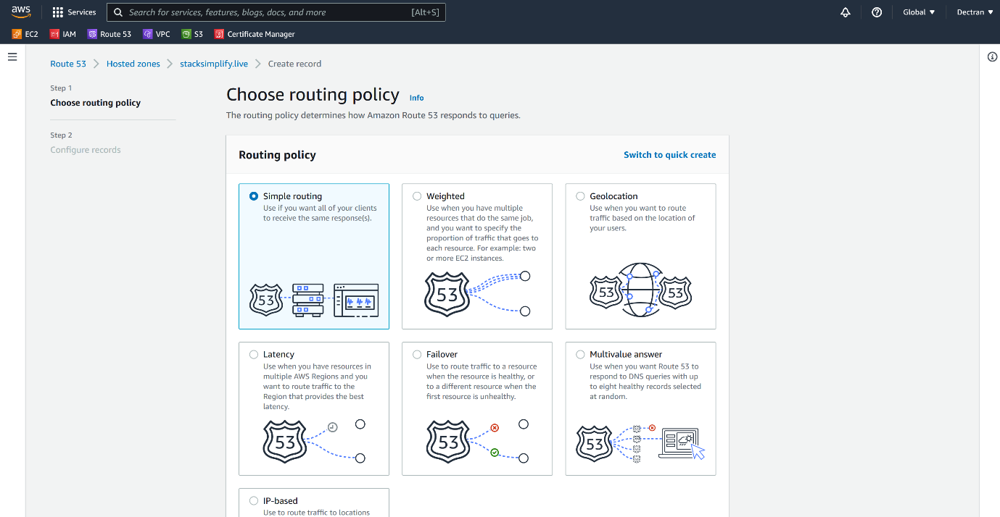 aws
Services
Search for services, features, blogs, docs, and more
[Alt+S]
Global
Dectran
EC2
IAM
Route 53
VPC
S3
Certificate Manager
Route 53
Hosted zones
stacksimplify.live
Create record
Step 1
Choose routing policy
Step 2
Configure records
Choose routing policy
Info
The routing policy determines how Amazon Route 53 responds to queries.
Routing policy
Switch to quick create
Simple routing
Use if you want all of your clients
to receive the same response(s).
53
Weighted
Use when you have multiple
resources that do the same job,
and you want to specify the
proportion of traffic that goes to
each resource. For example: two
or more EC2 instances.
53
Geolocation
Use when you want to route
traffic based on the location of
your users.
53
53
Latency
Use when you have resources in
multiple AWS Regions and you
want to route traffic to the
Region that provides the best
latency.
53
Failover
Use to route traffic to a resource
when the resource is healthy, or
to a different resource when the
first resource is unhealthy.
53
Multivalue answer
Use when you want Route 53 to
respond to DNS queries with up
to eight healthy records selected
at random.
53
IP-based
Use to route traffic to locations